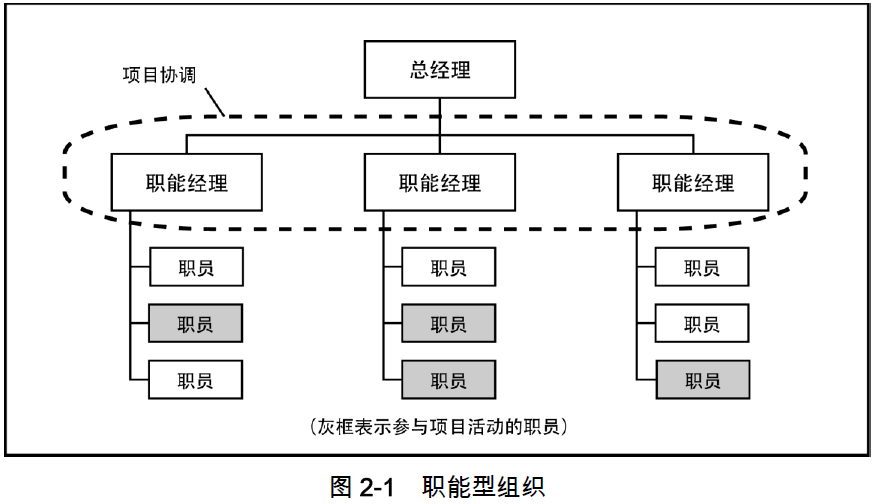 总经理
项目协调
职能经理 职能经理 职能经理
职员 职员 职员
职员 职员 职员
职员 职员 职员
(灰框表示参与项目活动的职员)
图 2-1 职能型组织